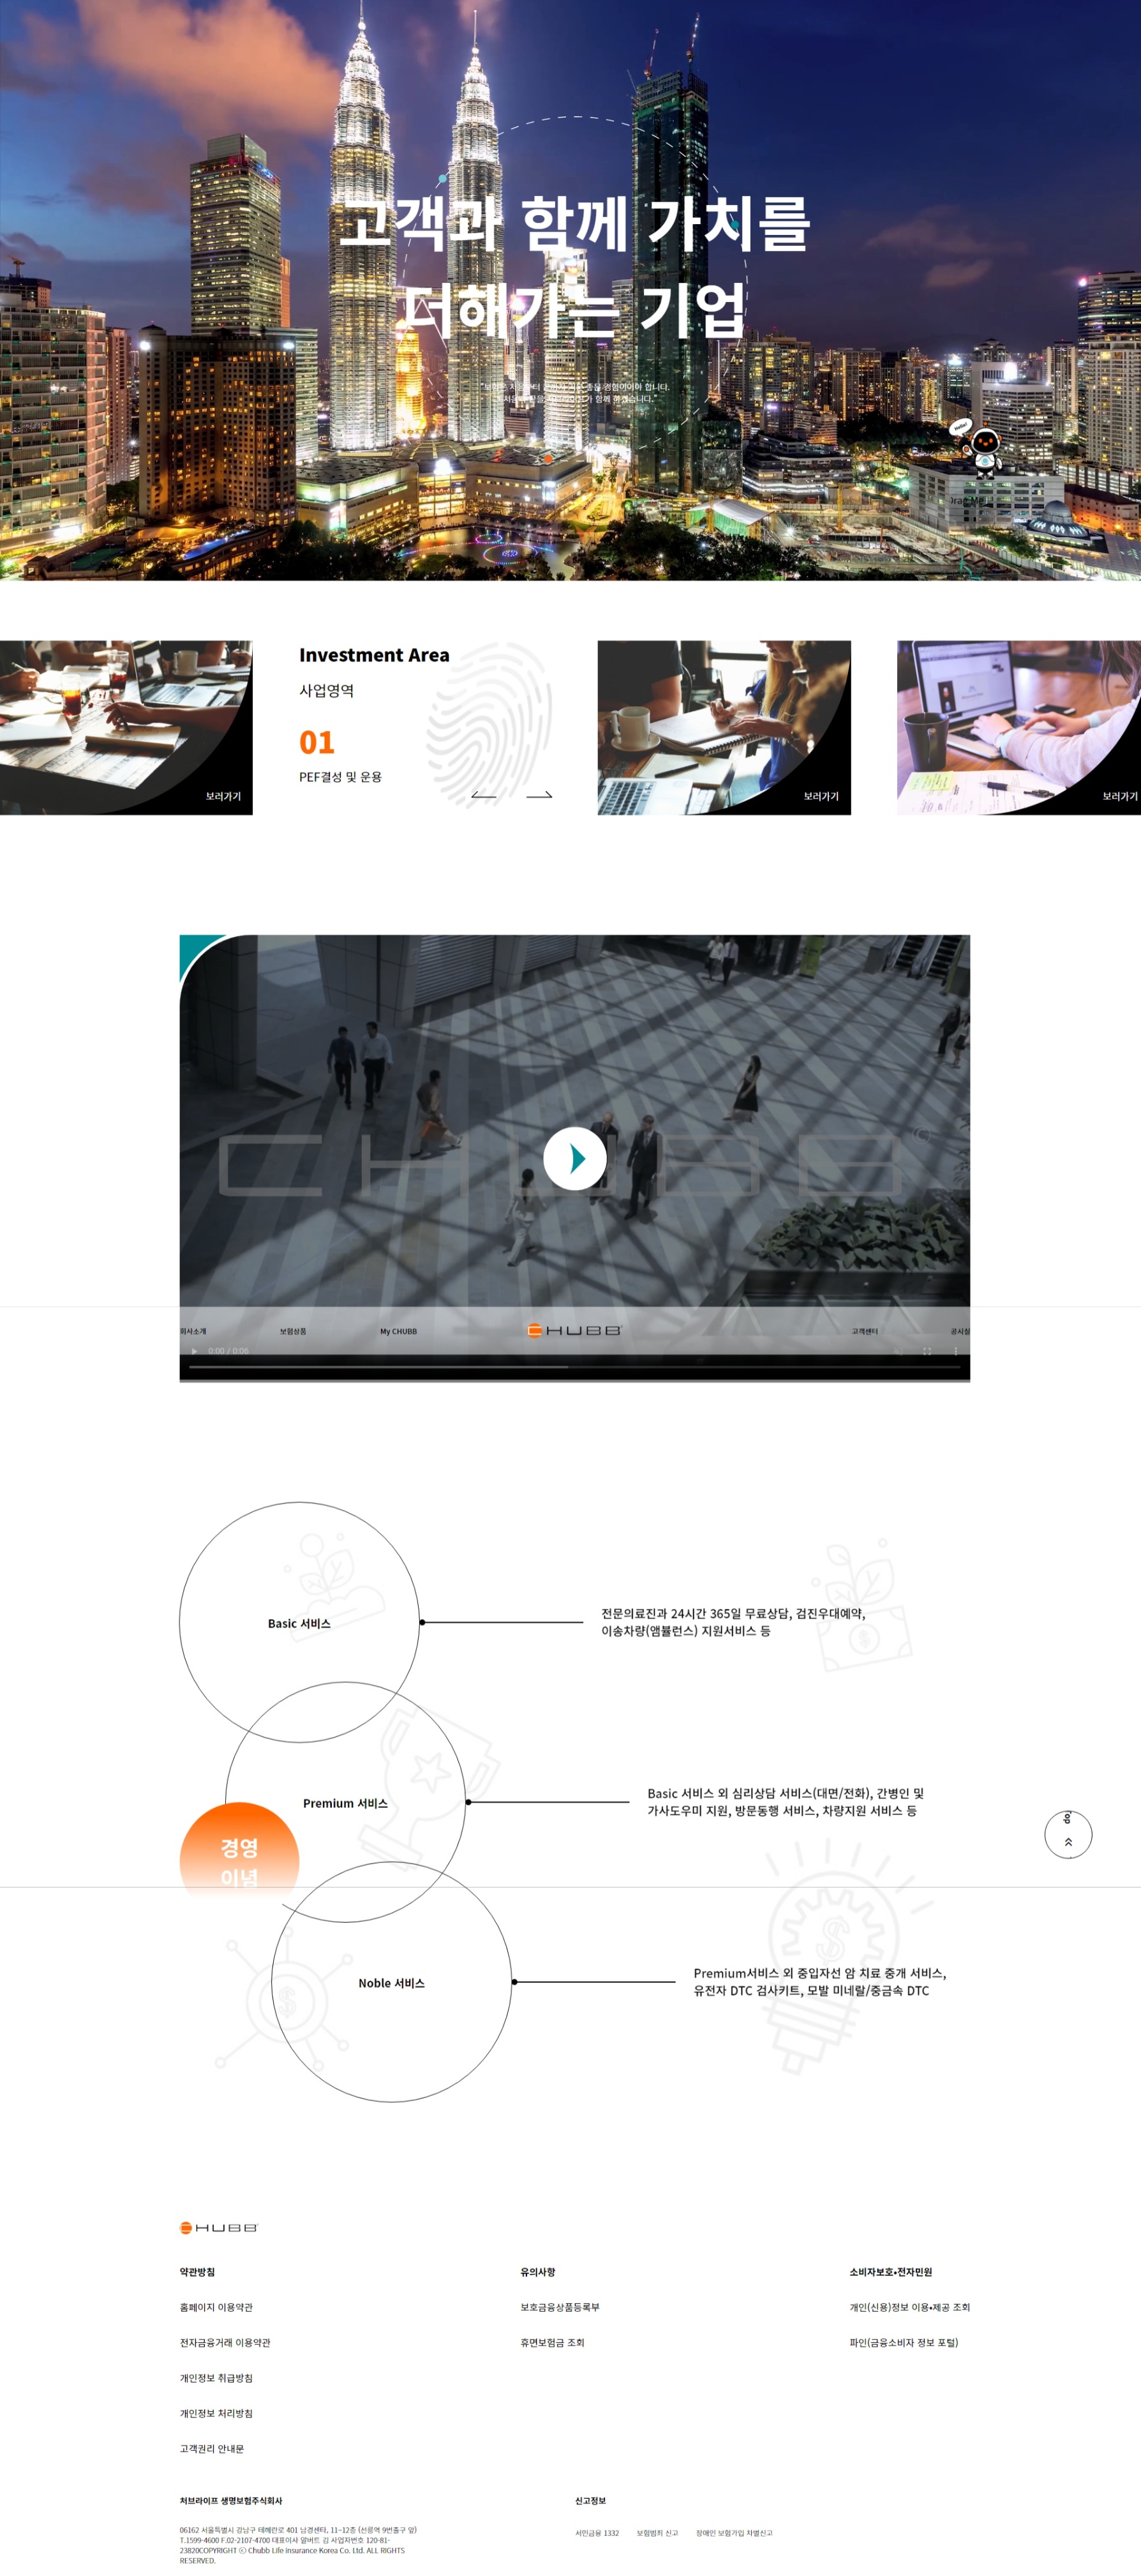 고객과 함께 가치를
더해가는 기업
Hello!
Investment Area
사업영역
01
PEF결성 및 운용
보러가기
보러가기
보러가기
CHUBB
회사소개
보험상품
My CHUBB
HUBB
고객센터
공시실
0:00 / 0:06
Basic 서비스
전문의료진과 24시간 365일 무료상담, 검진우대예약,
이송차량(앰뷸런스) 지원서비스 등
Premium 서비스
Basic 서비스 외 심리상담 서비스(대면/전화), 간병인 및
가사도우미 지원, 방문동행 서비스, 차량지원 서비스 등
경영
이념
Noble 서비스
Premium서비스 외 중입자선 암 치료 중개 서비스,
유전자 DTC 검사키트, 모발 미네랄/중금속 DTC
HUBB
약관방침
유의사항
소비자보호•전자민원
홈페이지 이용약관
보호금융상품등록부
개인(신용)정보 이용•제공 조회
전자금융거래 이용약관
휴면보험금 조회
파인(금융소비자 정보 포털)
개인정보 취급방침
개인정보 처리방침
고객권리 안내문
처브라이프 생명보험주식회사
신고정보
06162 서울특별시 강남구 테헤란로 401 남경센타, 11~12층 (선릉역 9번출구 앞)
T.1599-4600 F.02-2107-4700 대표이사 알버트 김 사업자번호 120-81-
23820COPYRIGHT ⓒ Chubb Life insurance Korea Co. Ltd. ALL RIGHTS
RESERVED.
서민금융 1332
보험범죄 신고
장애인 보험가입 차별신고